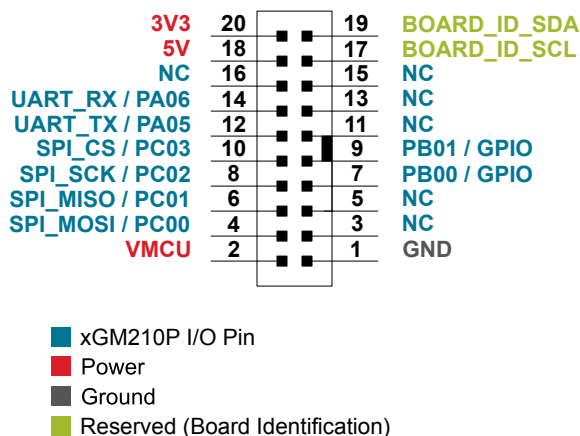 3V3 20 19 BOARD_ID_SDA
5V 18 17 BOARD_ID_SCL
NC 16 15 NC
UART_RX / PA06 14 13 NC
UART_TX / PA05 12 11 NC
SPI_CS / PC03 10 9 PB01 / GPIO
SPI_SCK / PC02 8 7 PB00 / GPIO
SPI_MISO / PC01 6 5 NC
SPI_MOSI / PC00 4 3 NC
VMCU 2 1 GND
xGM210P I/O Pin
Power
Ground
Reserved (Board Identification)